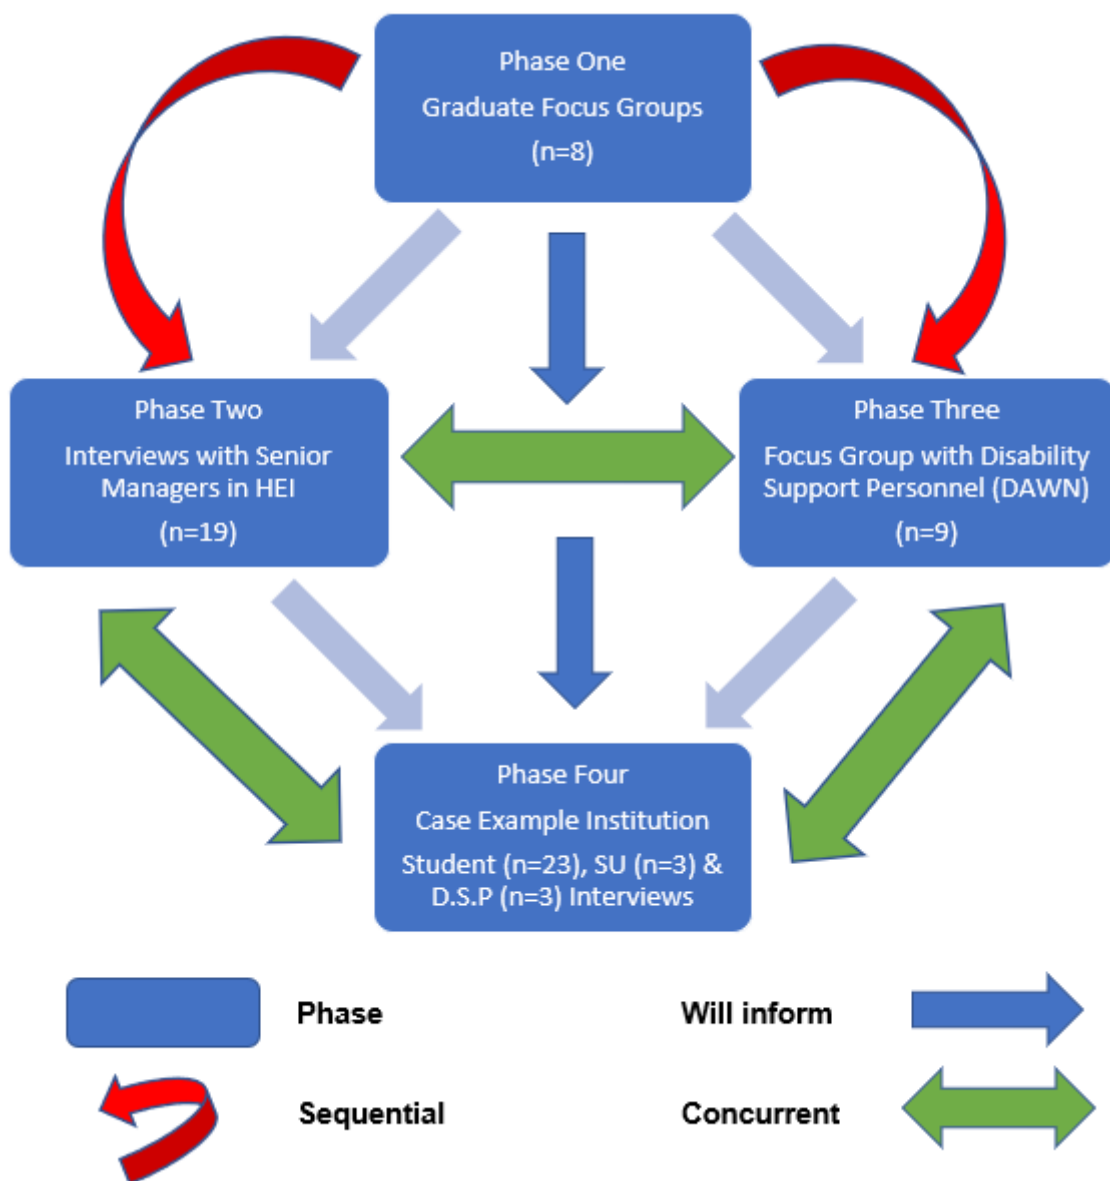 Phase One
Graduate Focus Groups
(n=8)
Phase Two
Interviews with Senior
Managers in HEI
(n=19)
Phase Three
Focus Group with Disability
Support Personnel (DAWN)
(n=9)
Phase Four
Case Example Institution
Student (n=23), SU (n=3) &
D.S.P (n=3) Interviews
Phase
Will inform
Sequential
Concurrent